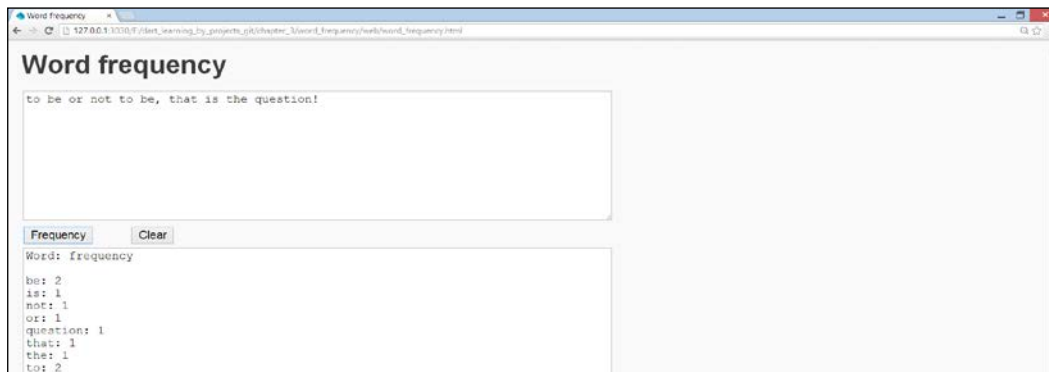 Word frequency
127.0.0.1:3030/F:/dart_learning_by_projects_git/chapter_3/word_frequency/web/word_frequency.html
Word frequency
to be or not to be, that is the question!
Frequency Clear
Word: frequency
be: 2
is: 1
not: 1
or: 1
question: 1
that: 1
the: 1
to: 2